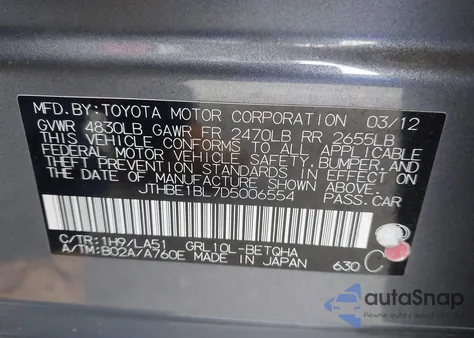 MFD.BY:TOYOTA MOTOR CORPORATION 03/12
GVWR 4830LB GAWR FR 2470LB RR 2655LB
THIS VEHICLE CONFORMS TO ALL APPLICABLE
FEDERAL MOTOR VEHICLE SAFETY, BUMPER, AND
THEFT PREVENTION STANDARDS IN EFFECT ON
THE DATE OF MANUFACTURE SHOWN ABOVE.
JTHBE1BL7D5006554 PASS.CAR
C/TR:1H9/LA51 GRL10L-BETQHA
A/TM:B02A/A760E MADE IN JAPAN 630 C
autoSnap
Pewne auta z